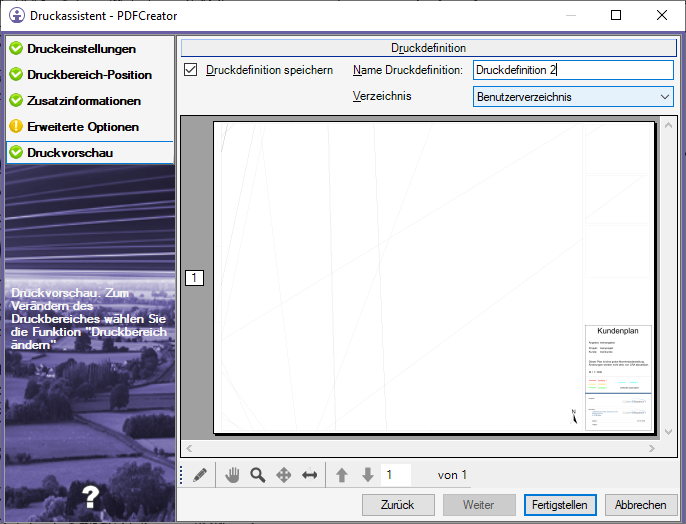 Druckassistent - PDFCreator
Druckeinstellungen
Druckbereich-Position
Zusatzinformationen
Erweiterte Optionen
Druckvorschau
Druckvorschau. Zum
Verändern des
Druckbereiches wählen Sie
die Funktion "Druckbereich
ändern" .
?
Druckdefinition
Druckdefinition speichern
Name Druckdefinition:
Druckdefinition 2
Verzeichnis
Benutzerverzeichnis
1
Kundenplan
N
1
von 1
Zurück
Weiter
Fertigstellen
Abbrechen